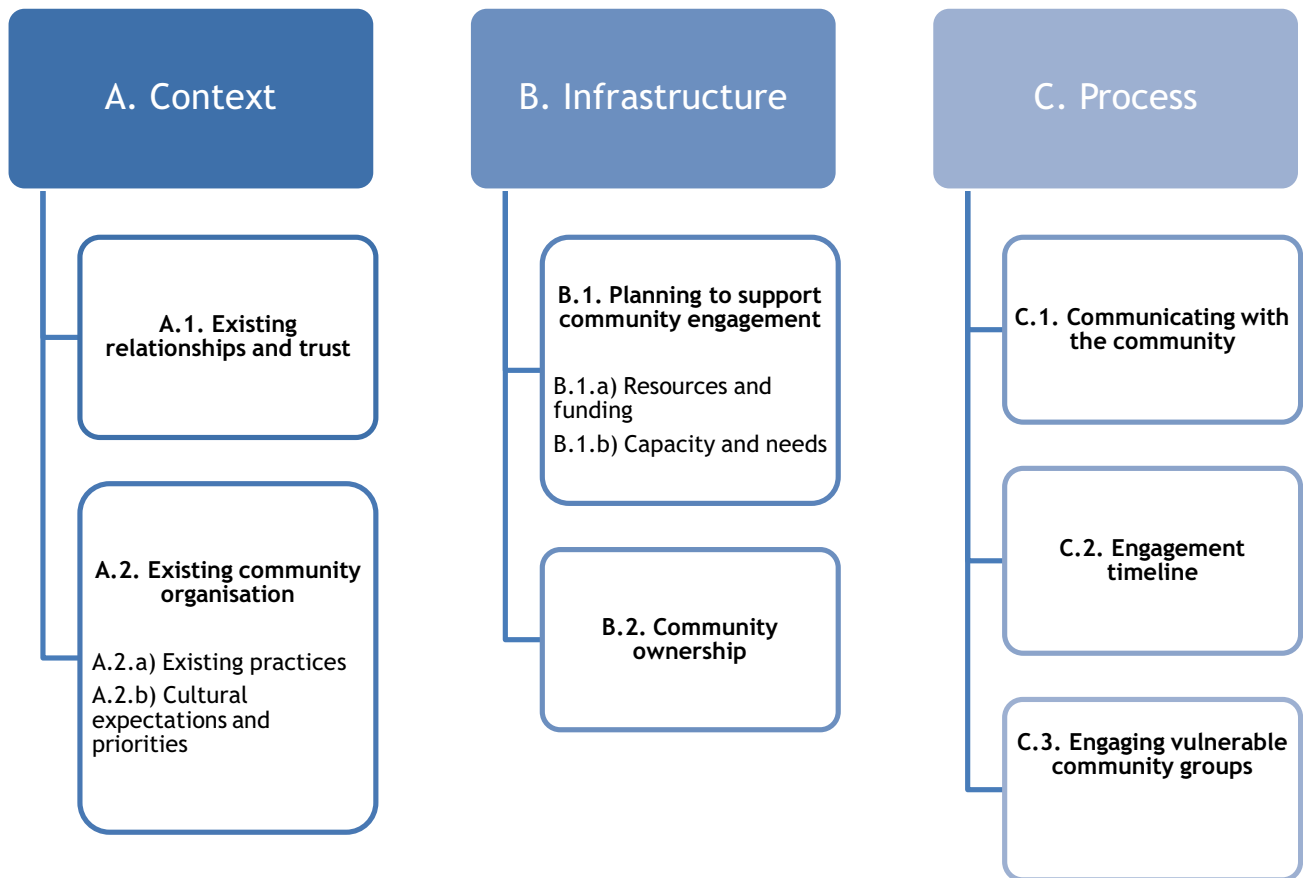 A. Context
A.1. Existing
relationships and trust
A.2. Existing community
organisation
A.2.a) Existing practices
A.2.b) Cultural
expectations and
priorities
B. Infrastructure
B.1. Planning to support
community engagement
B.1.a) Resources and
funding
B.1.b) Capacity and needs
B.2. Community
ownership
C. Process
C.1. Communicating with
the community
C.2. Engagement
timeline
C.3. Engaging vulnerable
community groups